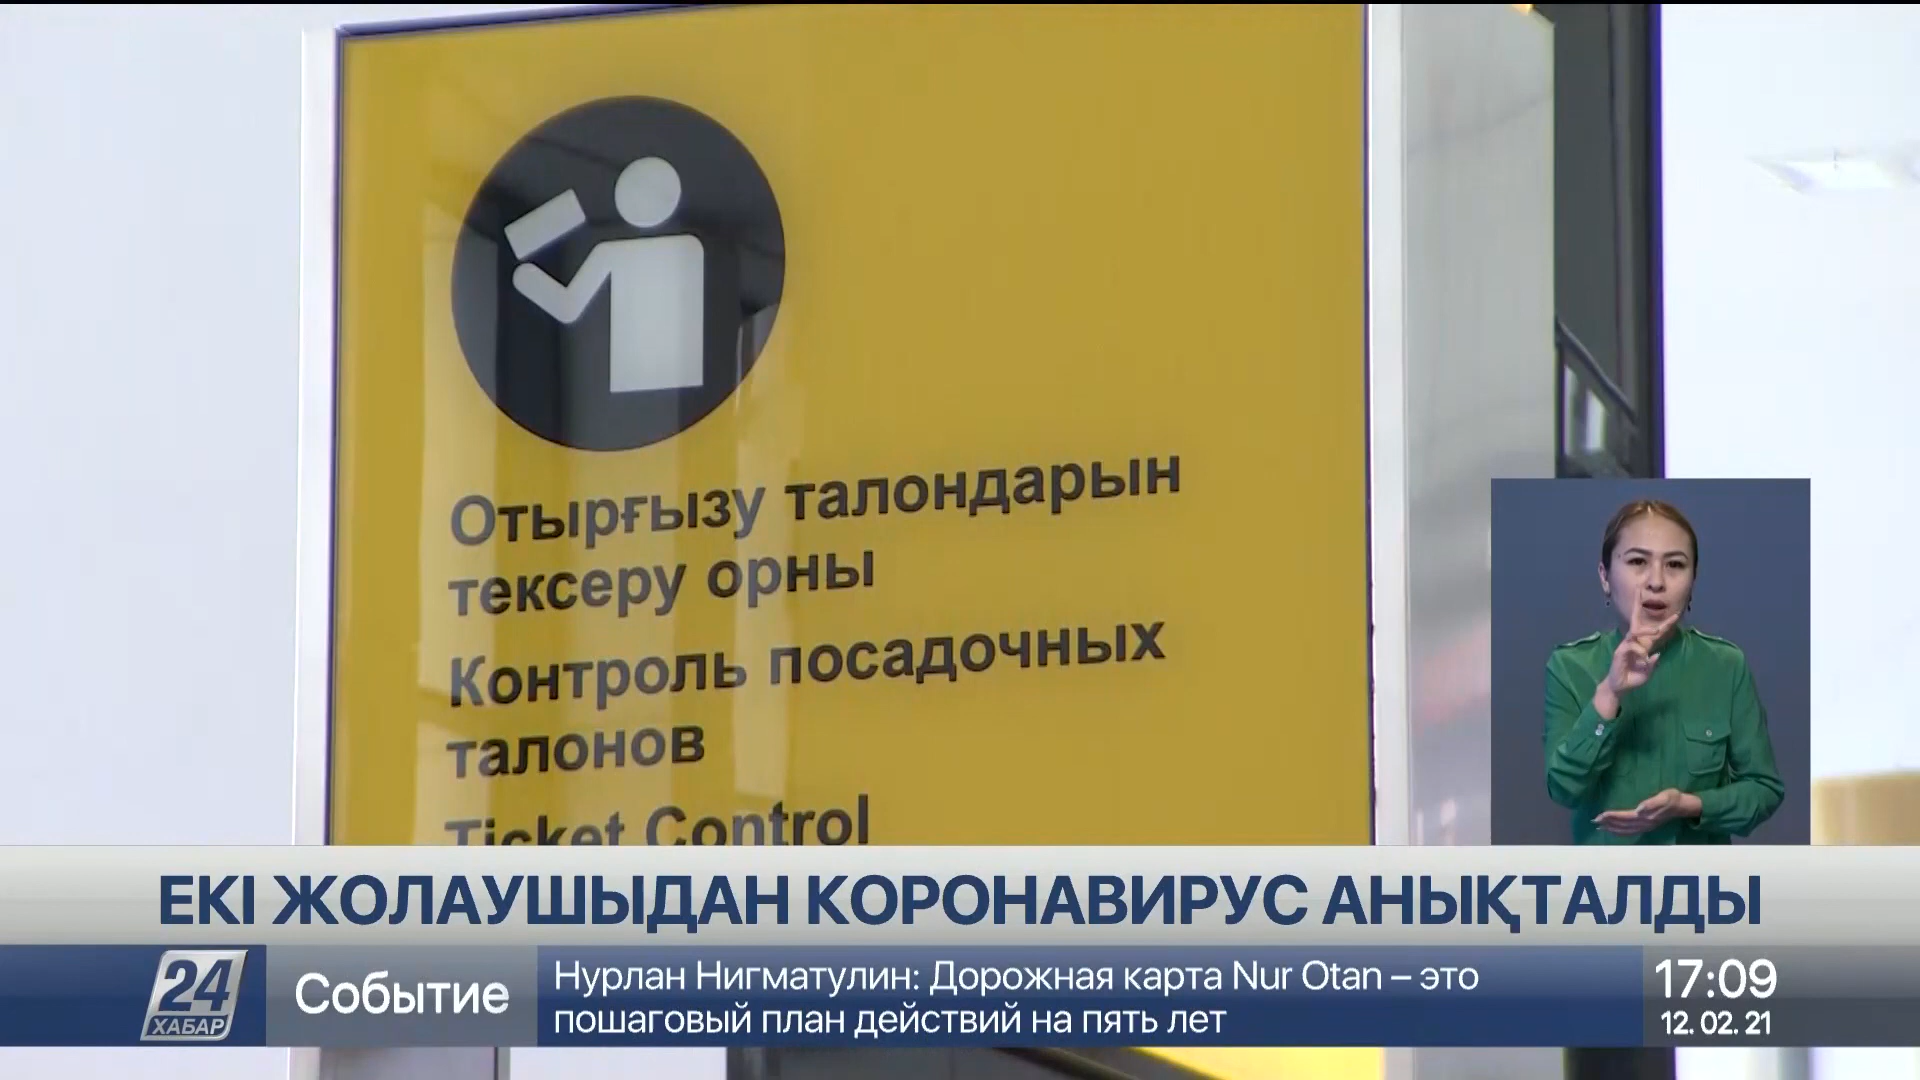 Отырғызу талондарын
тексеру орны
Контроль посадочных
талонов
Ticket Control
ЕКІ ЖОЛАУШЫДАН КОРОНАВИРУС АНЫҚТАЛДЫ
24
ХАБАР
Событие
Нурлан Нигматулин: Дорожная карта Nur Otan – это
пошаговый план действий на пять лет
17:09
12. 02. 21